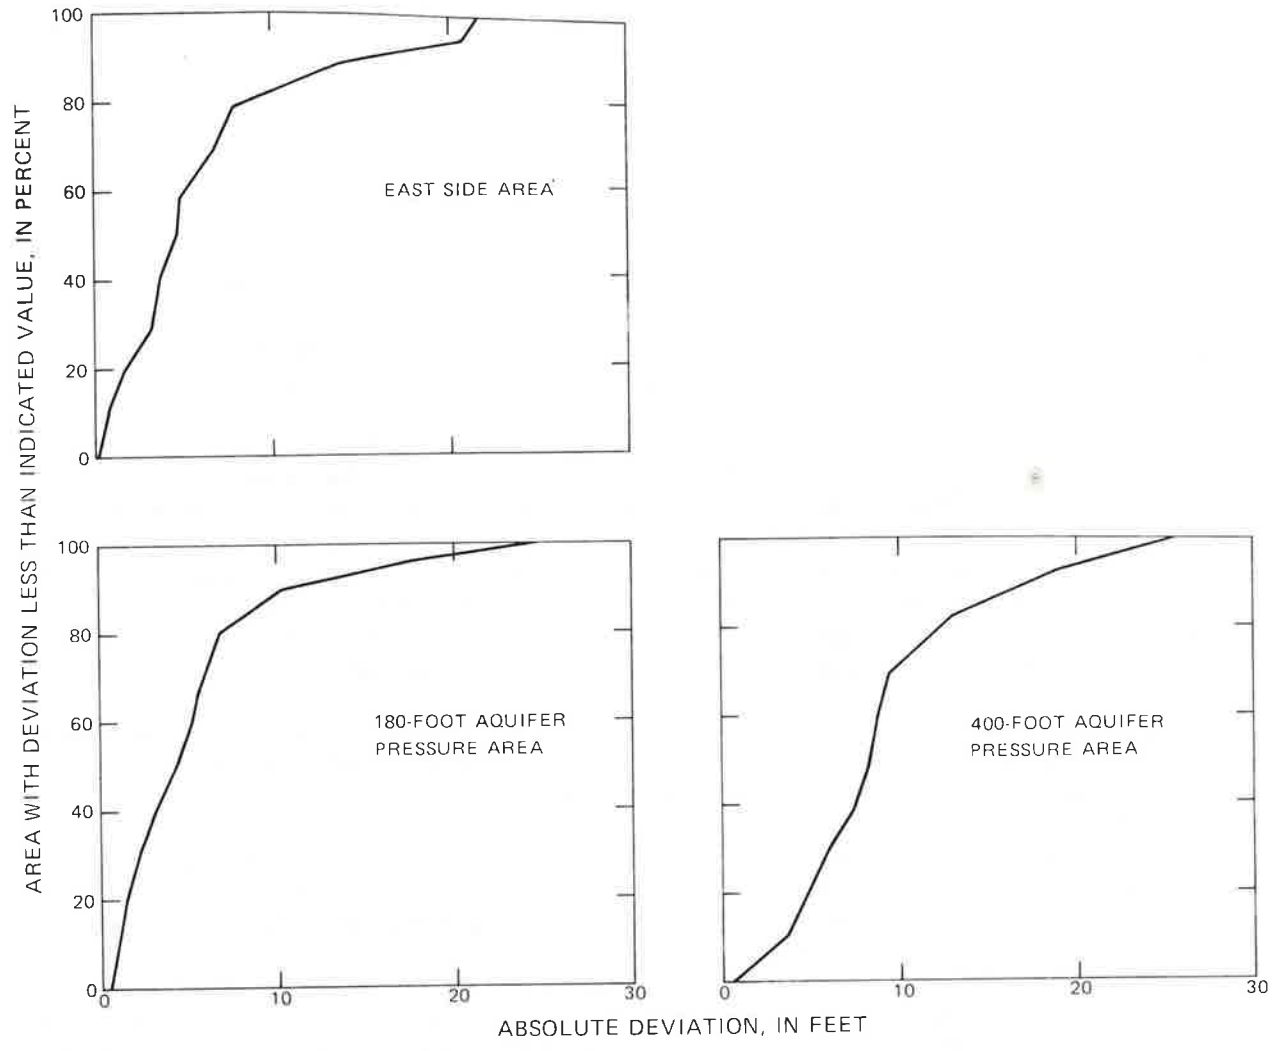 AREA WITH DEVIATION LESS THAN INDICATED VALUE, IN PERCENT
100
80
60
40
20
0
EAST SIDE AREA
100
80
60
40
20
0
0
10
20
30
180-FOOT AQUIFER
PRESSURE AREA
400-FOOT AQUIFER
PRESSURE AREA
0
10
20
30
ABSOLUTE DEVIATION, IN FEET